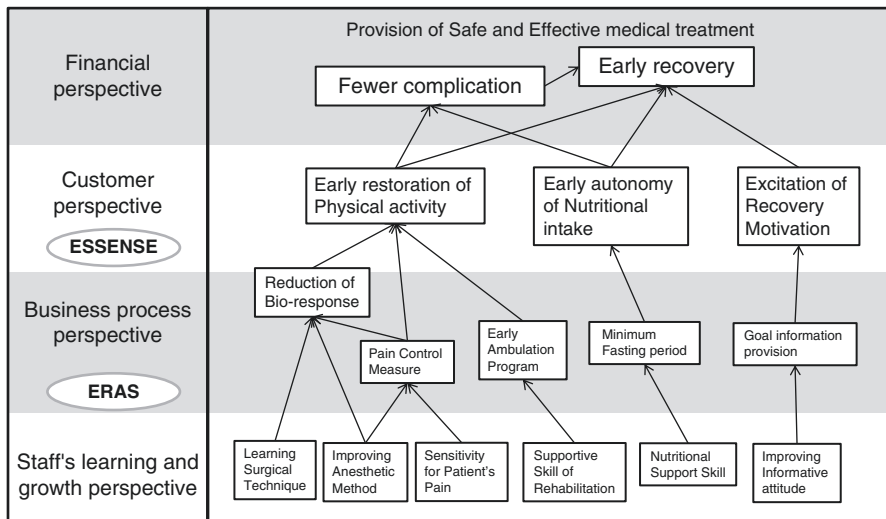 Provision of Safe and Effective medical treatment
Financial
perspective
Fewer complication
Early recovery
Customer
perspective
ESSENSE
Early restoration of
Physical activity
Early autonomy
of Nutritional
intake
Excitation of
Recovery
Motivation
Business process
perspective
ERAS
Reduction of
Bio-response
Pain Control
Measure
Early
Ambulation
Program
Minimum
Fasting period
Goal information
provision
Staff's learning and
growth perspective
Learning
Surgical
Technique
Improving
Anesthetic
Method
Sensitivity
for Patient's
Pain
Supportive
Skill of
Rehabilitation
Nutritional
Support Skill
Improving
Informative
attitude